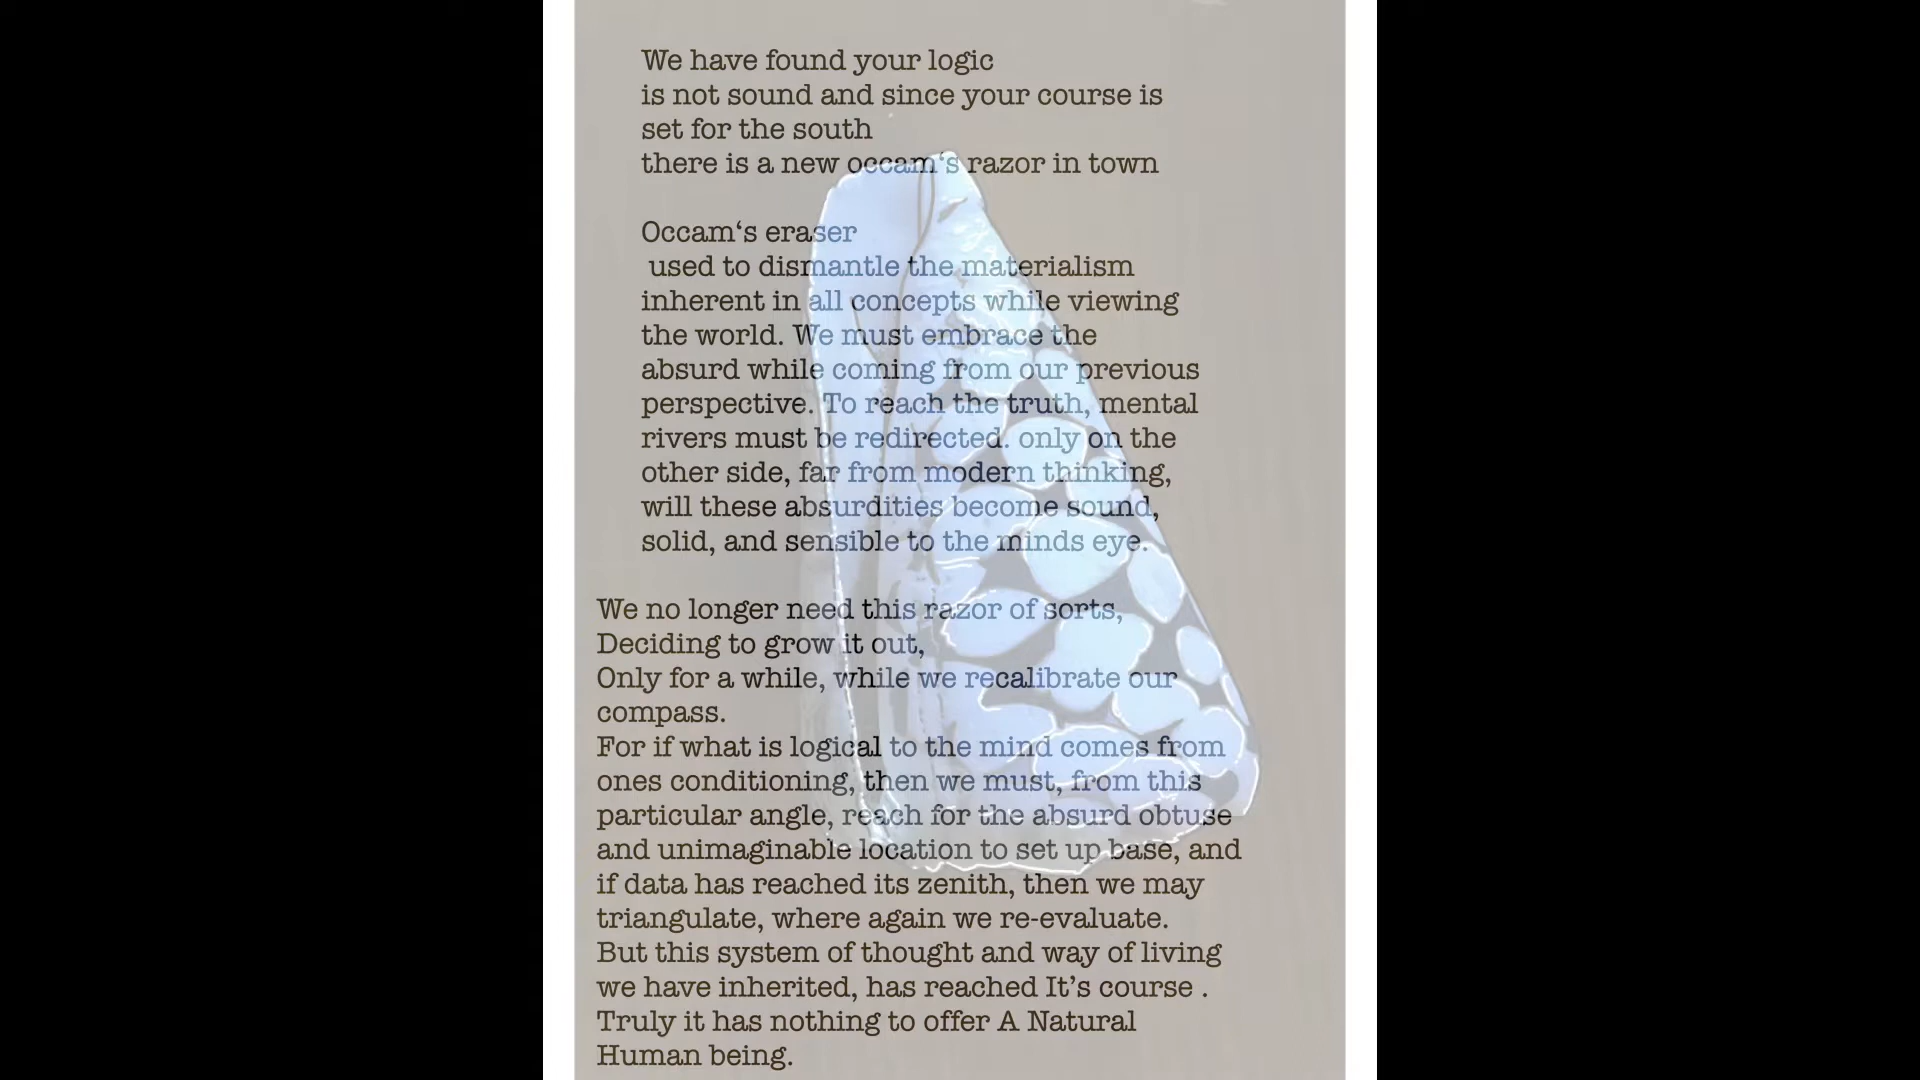 We have found your logic
is not sound and since your course is
set for the south
there is a new occam‘s razor in town
Occam‘s eraser
used to dismantle the materialism
inherent in all concepts while viewing
the world. We must embrace the
absurd while coming from our previous
perspective. To reach the truth, mental
rivers must be redirected. only on the
other side, far from modern thinking,
will these absurdities become sound,
solid, and sensible to the minds eye.
We no longer need this razor of sorts,
Deciding to grow it out,
Only for a while, while we recalibrate our
compass.
For if what is logical to the mind comes from
ones conditioning, then we must, from this
particular angle, reach for the absurd obtuse
and unimaginable location to set up base, and
if data has reached its zenith, then we may
triangulate, where again we re-evaluate.
But this system of thought and way of living
we have inherited, has reached It’s course .
Truly it has nothing to offer A Natural
Human being.